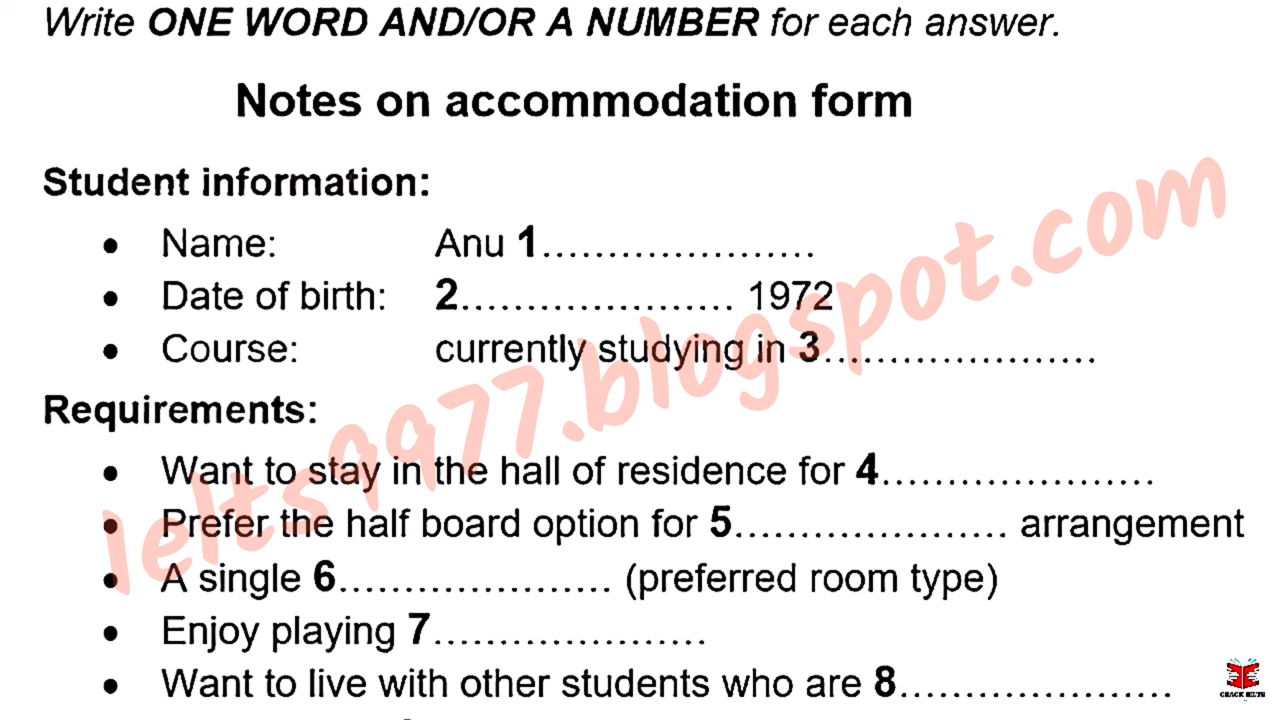 Write ONE WORD AND/OR A NUMBER for each answer.
Notes on accommodation form
Student information:
• Name: Anu 1.....................
• Date of birth: 2..................... 1972
• Course: currently studying in 3.....................
Requirements:
• Want to stay in the hall of residence for 4.....................
• Prefer the half board option for 5..................... arrangement
• A single 6..................... (preferred room type)
• Enjoy playing 7.....................
• Want to live with other students who are 8.....................
ielts9977.blogspot.com
CRACK IELTS